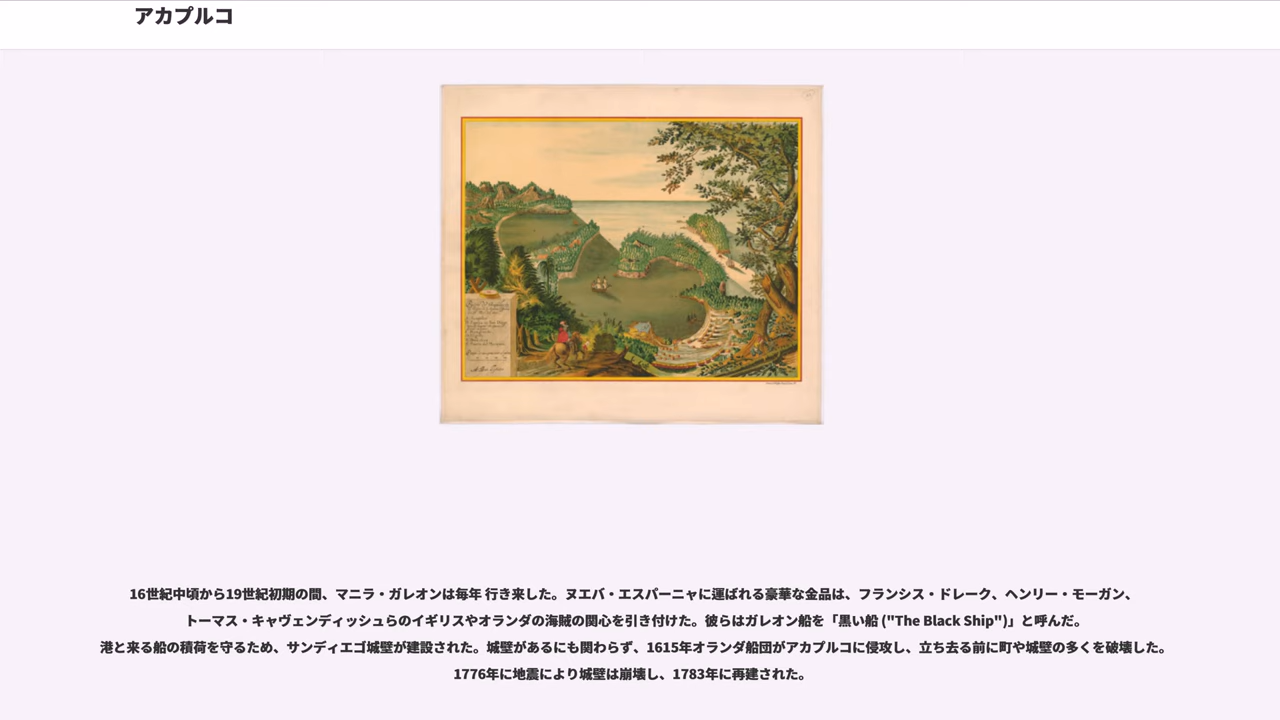 アカプルコ
16世紀中頃から19世紀初期の間、マニラ・ガレオンは毎年 行き来した。ヌエバ・エスパーニャに運ばれる豪華な金品は、フランシス・ドレーク、ヘンリー・モーガン、
トーマス・キャヴェンディッシュらのイギリスやオランダの海賊の関心を引き付けた。彼らはガレオン船を「黒い船 ("The Black Ship")」と呼んだ。
港と来る船の積荷を守るため、サンディエゴ城壁が建設された。城壁があるにも関わらず、1615年オランダ船団がアカプルコに侵攻し、立ち去る前に町や城壁の多くを破壊した。
1776年に地震により城壁は崩壊し、1783年に再建された。